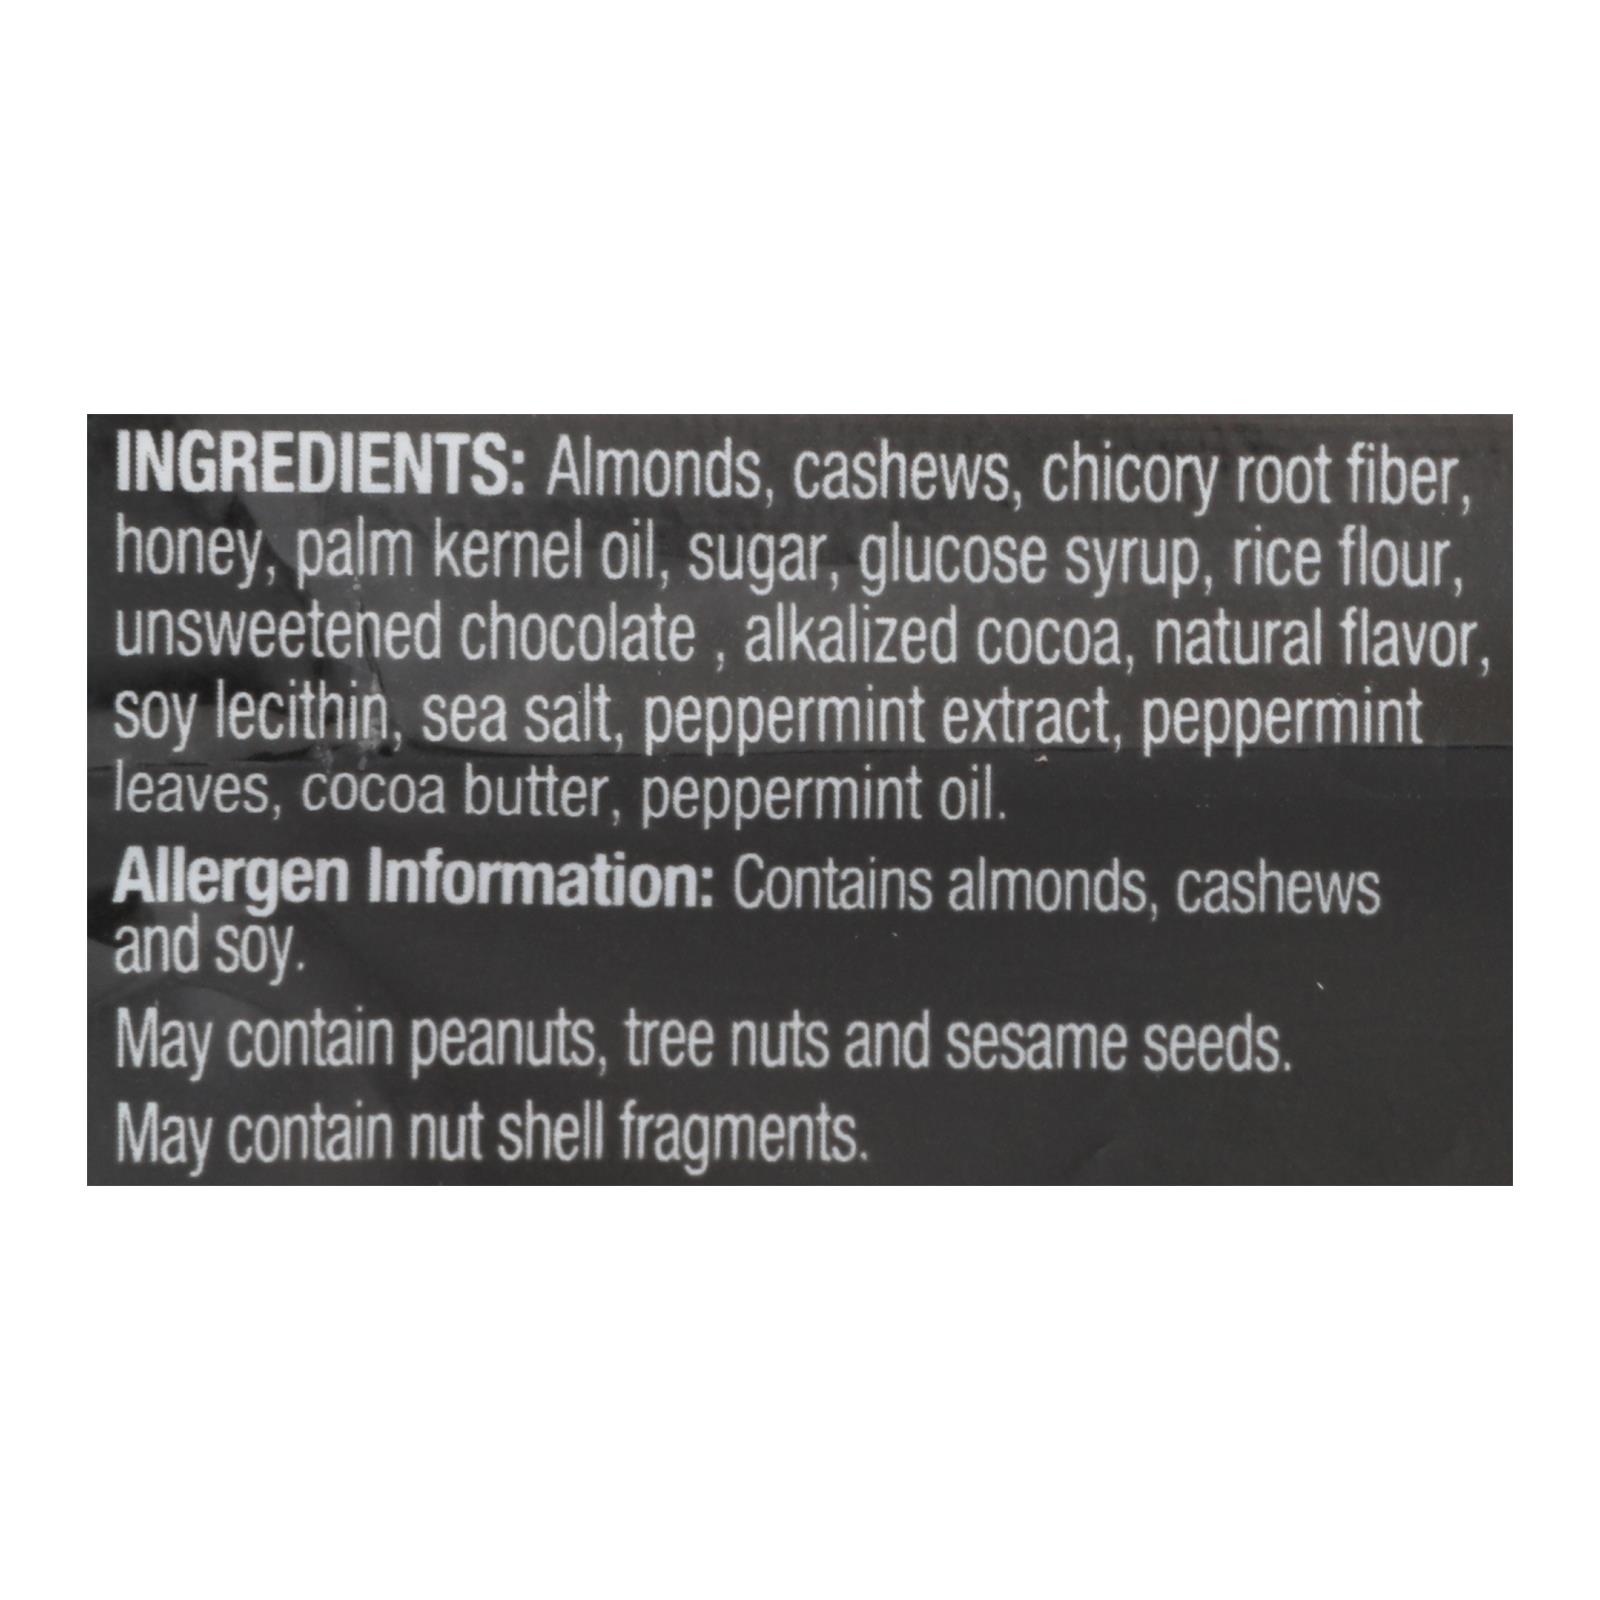 INGREDIENTS: Almonds, cashews, chicory root fiber,
honey, palm kernel oil, sugar, glucose syrup, rice flour,
unsweetened chocolate , alkalized cocoa, natural flavor,
soy lecithin, sea salt, peppermint extract, peppermint
leaves, cocoa butter, peppermint oil.
Allergen Information: Contains almonds, cashews
and soy.
May contain peanuts, tree nuts and sesame seeds.
May contain nut shell fragments.